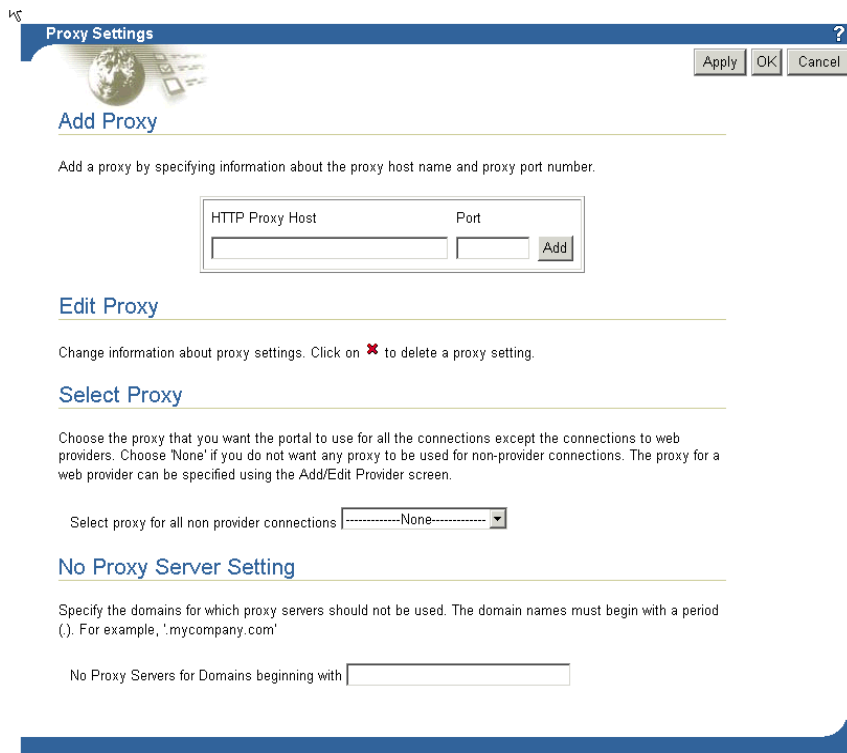 Proxy Settings
?
Apply OK Cancel
Add Proxy
Add a proxy by specifying information about the proxy host name and proxy port number.
HTTP Proxy Host Port
Add
Edit Proxy
Change information about proxy settings. Click on to delete a proxy setting.
Select Proxy
Choose the proxy that you want the portal to use for all the connections except the connections to web
providers. Choose 'None' if you do not want any proxy to be used for non-provider connections. The proxy for a
web provider can be specified using the Add/Edit Provider screen.
Select proxy for all non provider connections -------------None-------------
No Proxy Server Setting
Specify the domains for which proxy servers should not be used. The domain names must begin with a period
(.). For example, '.mycompany.com'
No Proxy Servers for Domains beginning with